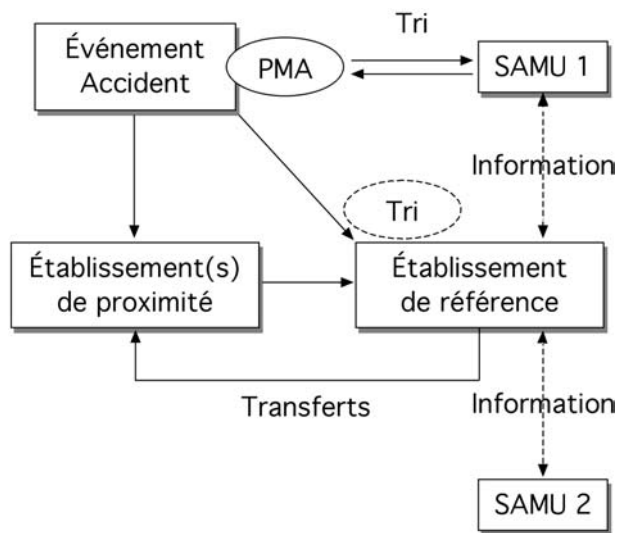 Événement
Accident
PMA
Tri
SAMU 1
Information
Tri
Établissement(s)
de proximité
Établissement
de référence
Transferts
Information
SAMU 2